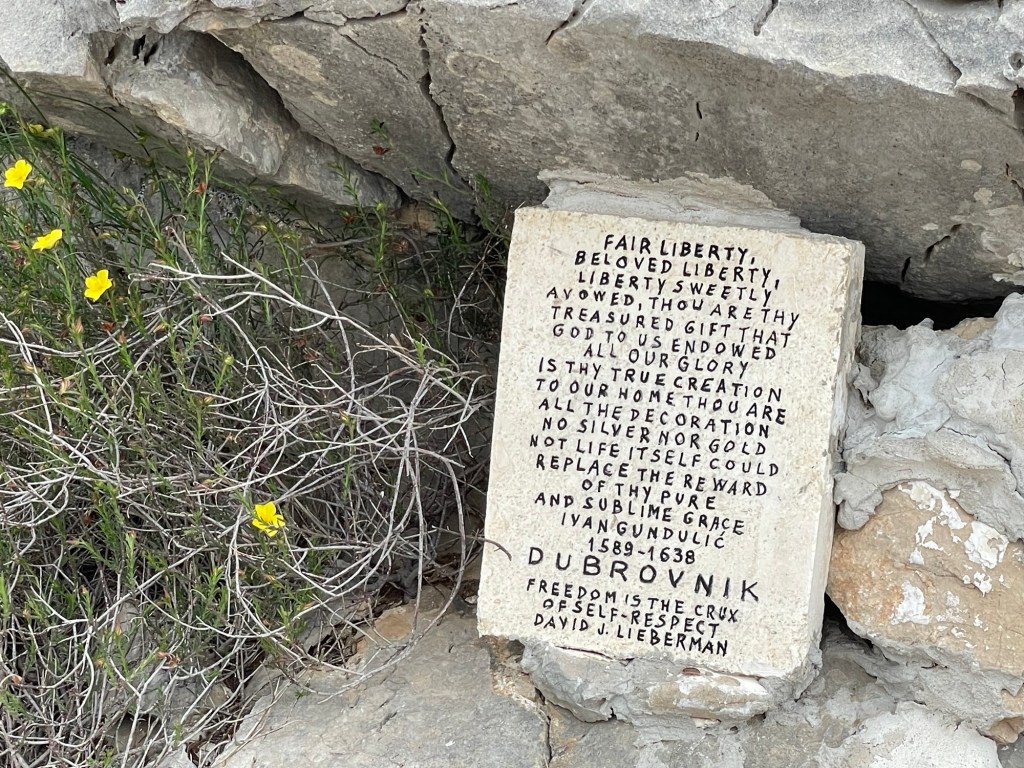 FAIR LIBERTY,
BELOVED LIBERTY,
LIBERTY SWEETLY
AVOWED, THOU ARE THY
TREASURED GIFT THAT
GOD TO US ENDOWED
ALL OUR GLORY
IS THY TRUE CREATION
TO OUR HOME THOU ARE
ALL THE DECORATION
NO SILVER NOR GOLD
NOT LIFE ITSELF COULD
REPLACE THE REWARD
OF THY PURE
AND SUBLIME GRACE
IVAN GUNDULIĆ
1589-1638
DUBROVNIK
FREEDOM IS THE CRUX
OF SELF-RESPECT
DAVID J. LIEBERMAN